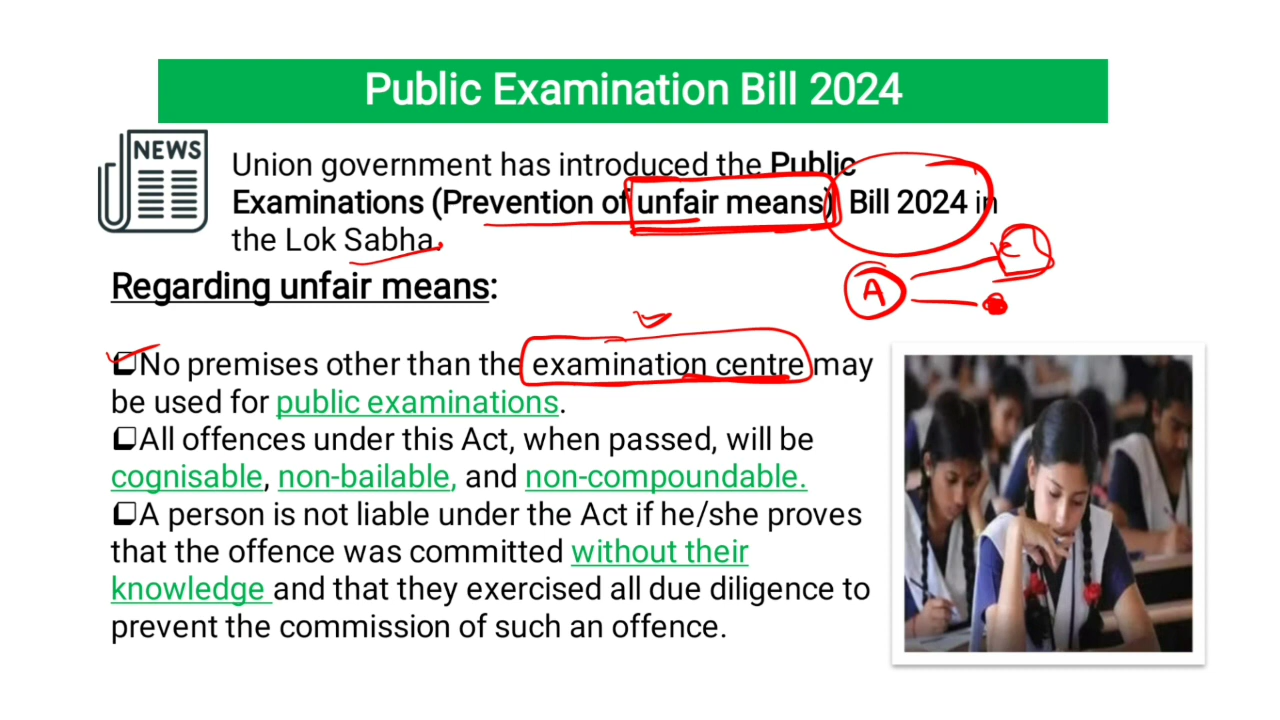 Public Examination Bill 2024
NEWS
Union government has introduced the Public
Examinations (Prevention of unfair means) Bill 2024 in
the Lok Sabha.
Regarding unfair means:
❑No premises other than the examination centre may
be used for public examinations.
❑All offences under this Act, when passed, will be
cognisable, non-bailable, and non-compoundable.
❑A person is not liable under the Act if he/she proves
that the offence was committed without their
knowledge and that they exercised all due diligence to
prevent the commission of such an offence.
A